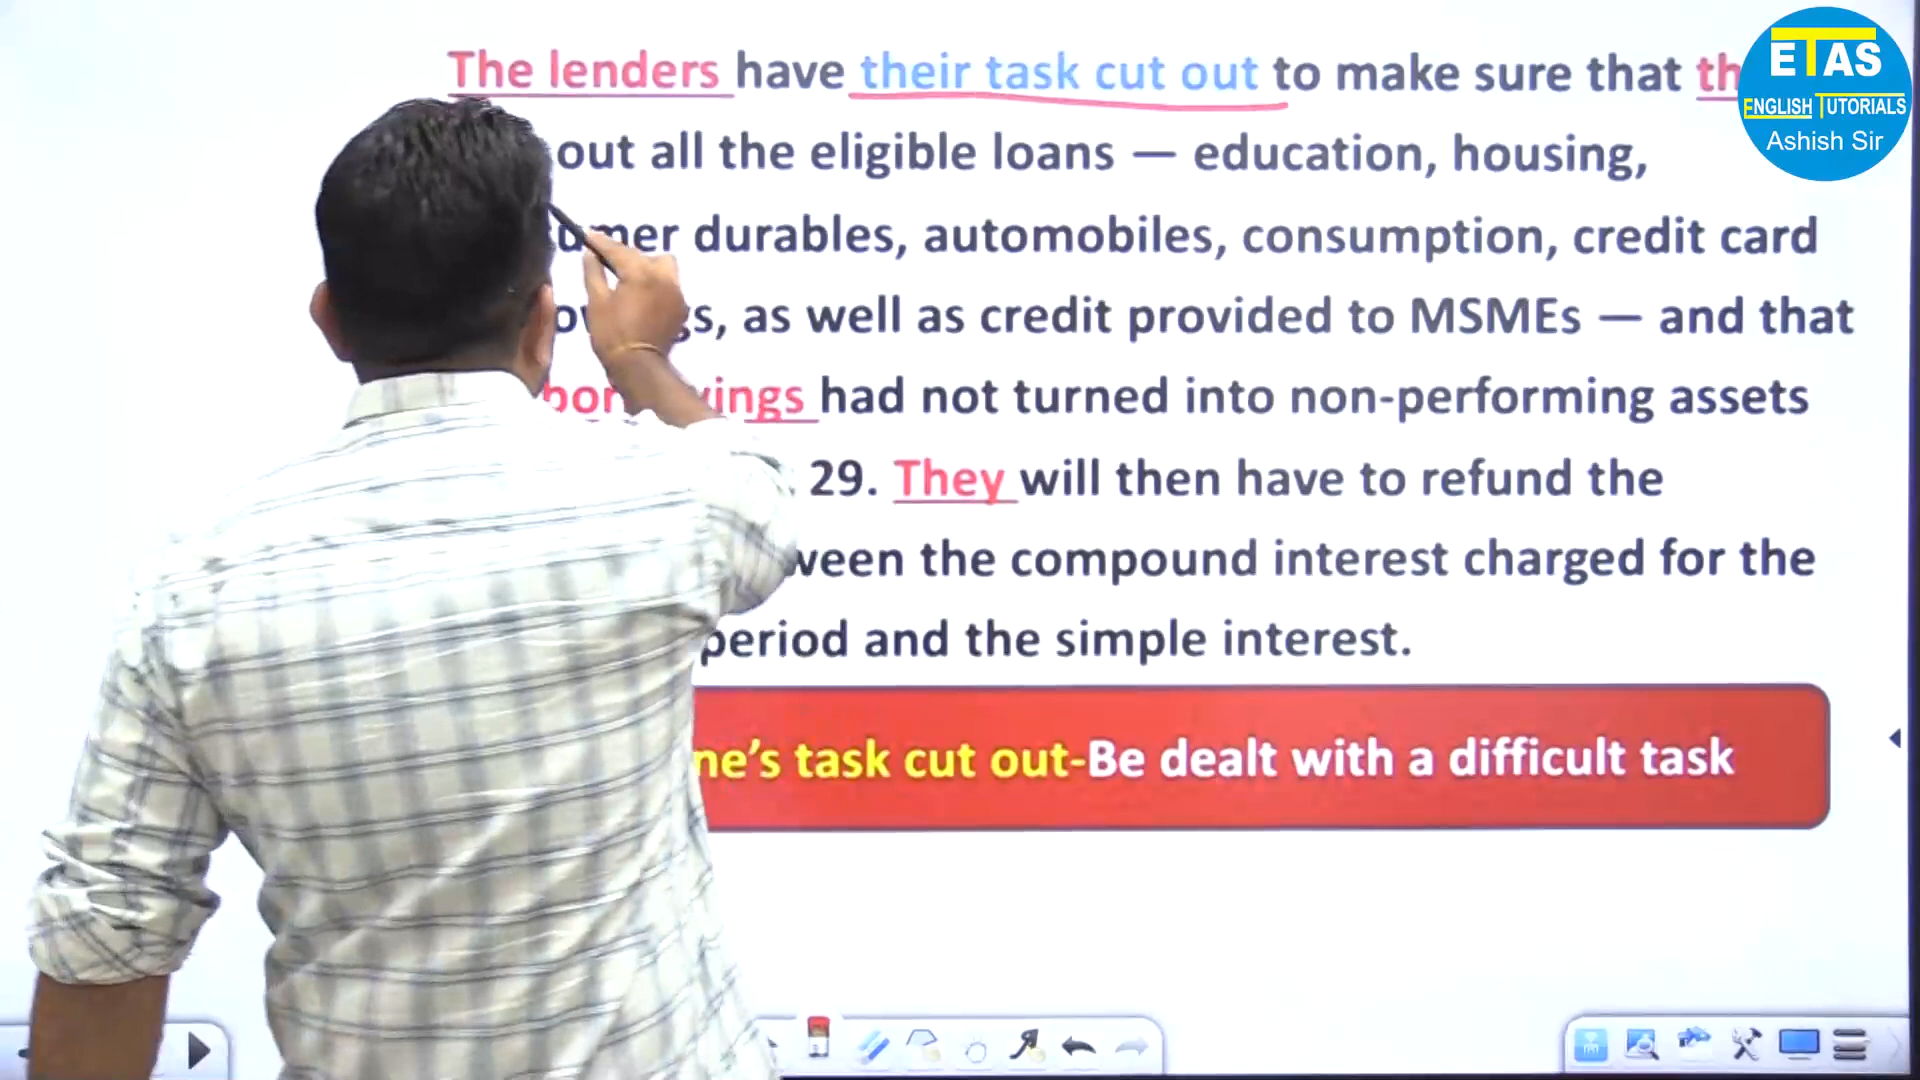 The lenders have their task cut out to make sure that
out all the eligible loans — education, housing,
durables, automobiles, consumption, credit card
as well as credit provided to MSMEs — and that
had not turned into non-performing assets
29. They will then have to refund the
the compound interest charged for the
period and the simple interest.
task cut out-Be dealt with a difficult task
ETAS
ENGLISH TUTORIALS
Ashish Sir